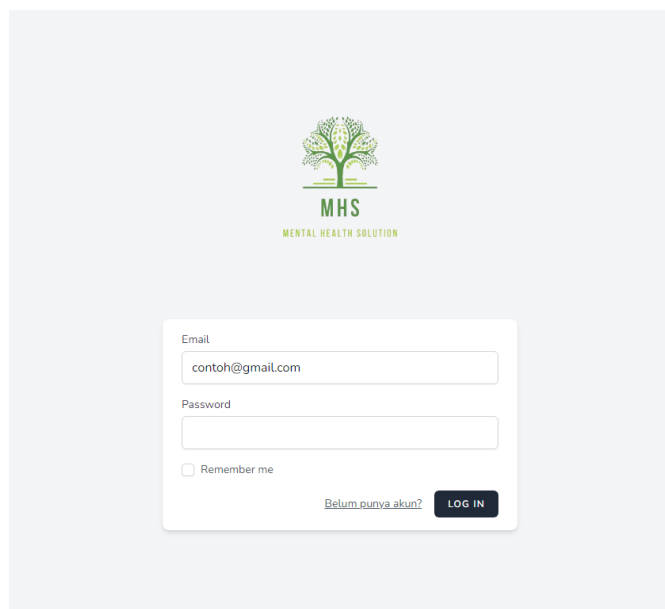 MHS
MENTAL HEALTH SOLUTION
Email
contoh@gmail.com
Password
Remember me
Belum punya akun? LOG IN